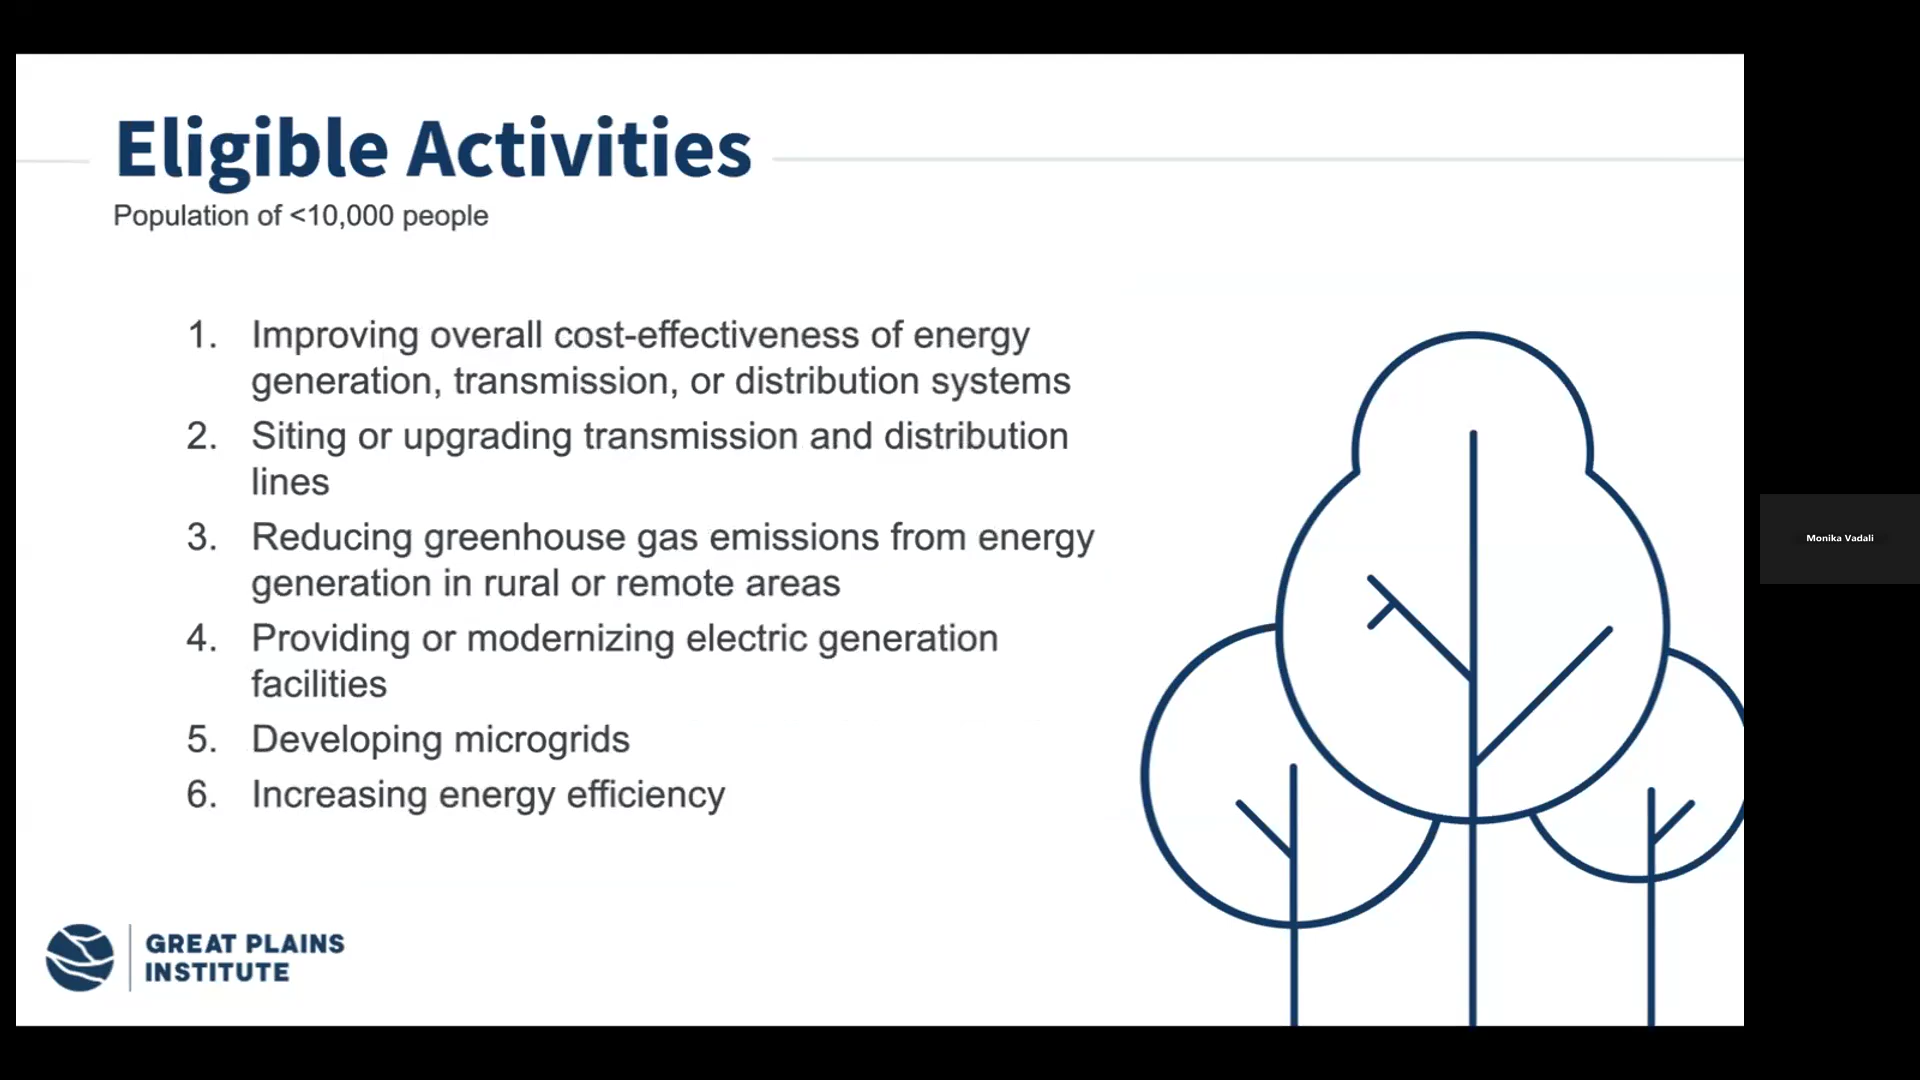 Eligible Activities
Population of <10,000 people
1. Improving overall cost-effectiveness of energy
generation, transmission, or distribution systems
2. Siting or upgrading transmission and distribution
lines
3. Reducing greenhouse gas emissions from energy
generation in rural or remote areas
4. Providing or modernizing electric generation
facilities
5. Developing microgrids
6. Increasing energy efficiency
GREAT PLAINS
INSTITUTE
Monika Vadali